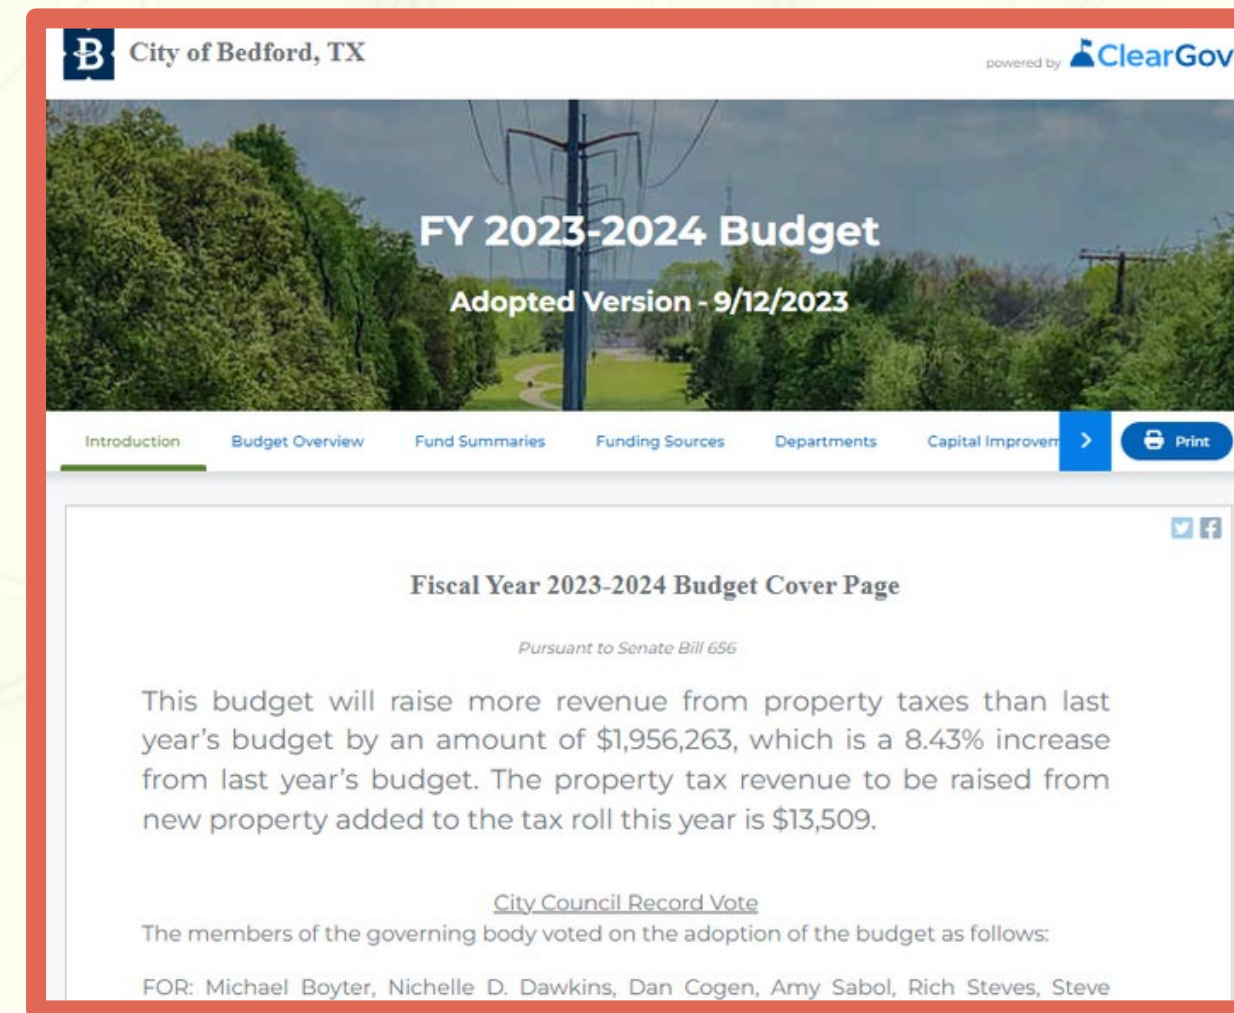 B City of Bedford, TX
powered by ClearGov
FY 2023-2024 Budget
Adopted Version - 9/12/2023
Introduction Budget Overview Fund Summaries Funding Sources Departments Capital Improvem > Print
Fiscal Year 2023-2024 Budget Cover Page
Pursuant to Senate Bill 656
This budget will raise more revenue from property taxes than last
year's budget by an amount of $1,956,263, which is a 8.43% increase
from last year's budget. The property tax revenue to be raised from
new property added to the tax roll this year is $13,509.
City Council Record Vote
The members of the governing body voted on the adoption of the budget as follows:
FOR: Michael Boyter, Nichelle D. Dawkins, Dan Cogen, Amy Sabol, Rich Steves, Steve